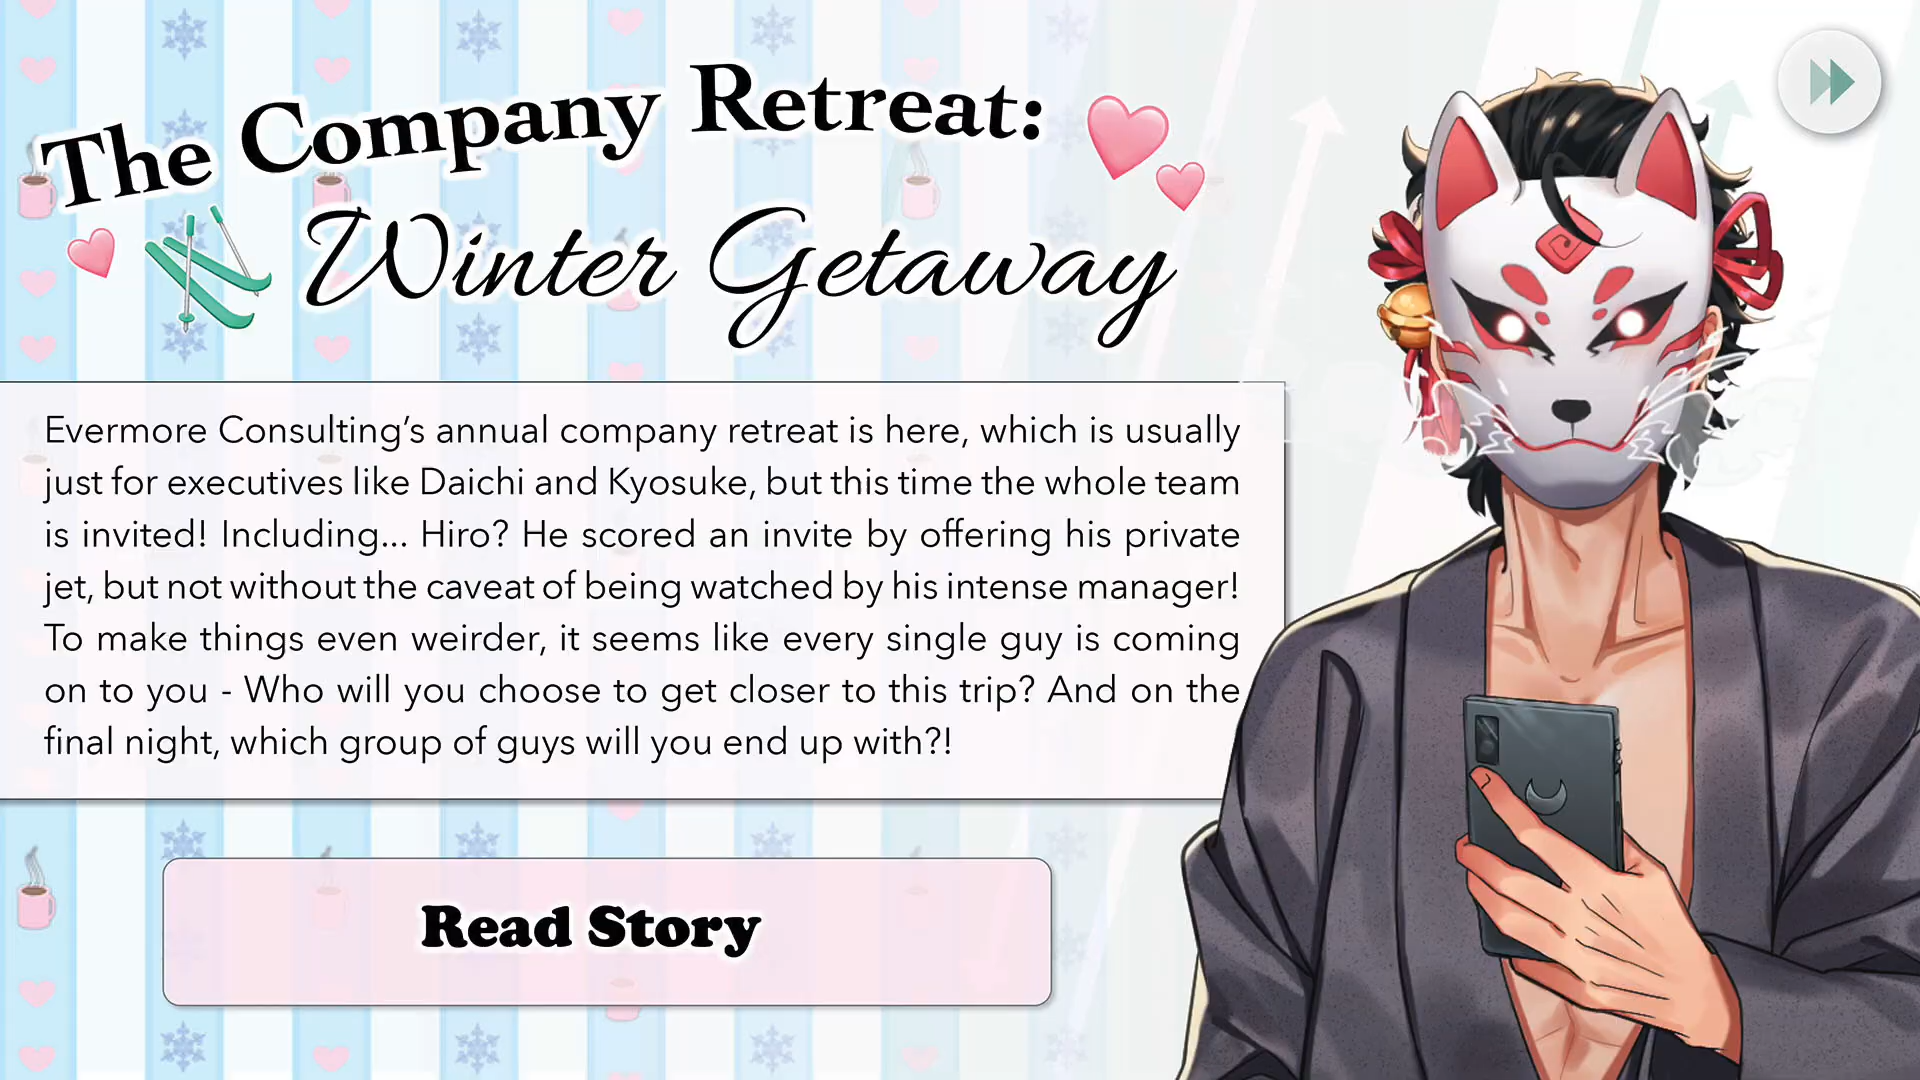 The Company Retreat:
Winter Getaway
Evermore Consulting’s annual company retreat is here, which is usually
just for executives like Daichi and Kyosuke, but this time the whole team
is invited! Including... Hiro? He scored an invite by offering his private
jet, but not without the caveat of being watched by his intense manager!
To make things even weirder, it seems like every single guy is coming
on to you - Who will you choose to get closer to this trip? And on the
final night, which group of guys will you end up with?!
Read Story